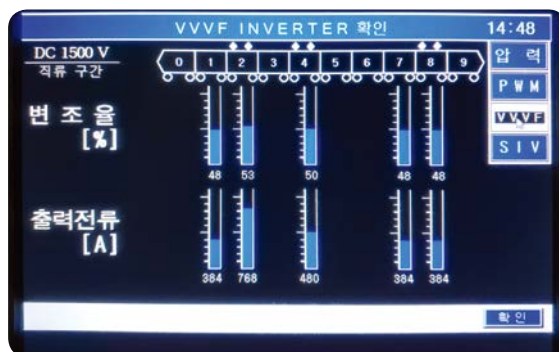 VVVF INVERTER 확인 14:48
DC 1500 V
직류 구간
0 1 2 3 4 5 6 7 8 9
압 력
PWM
VVVF
SIV
변조율
[%]
48 53 50 48 48
출력전류
[A]
384 768 480 384 384
확인